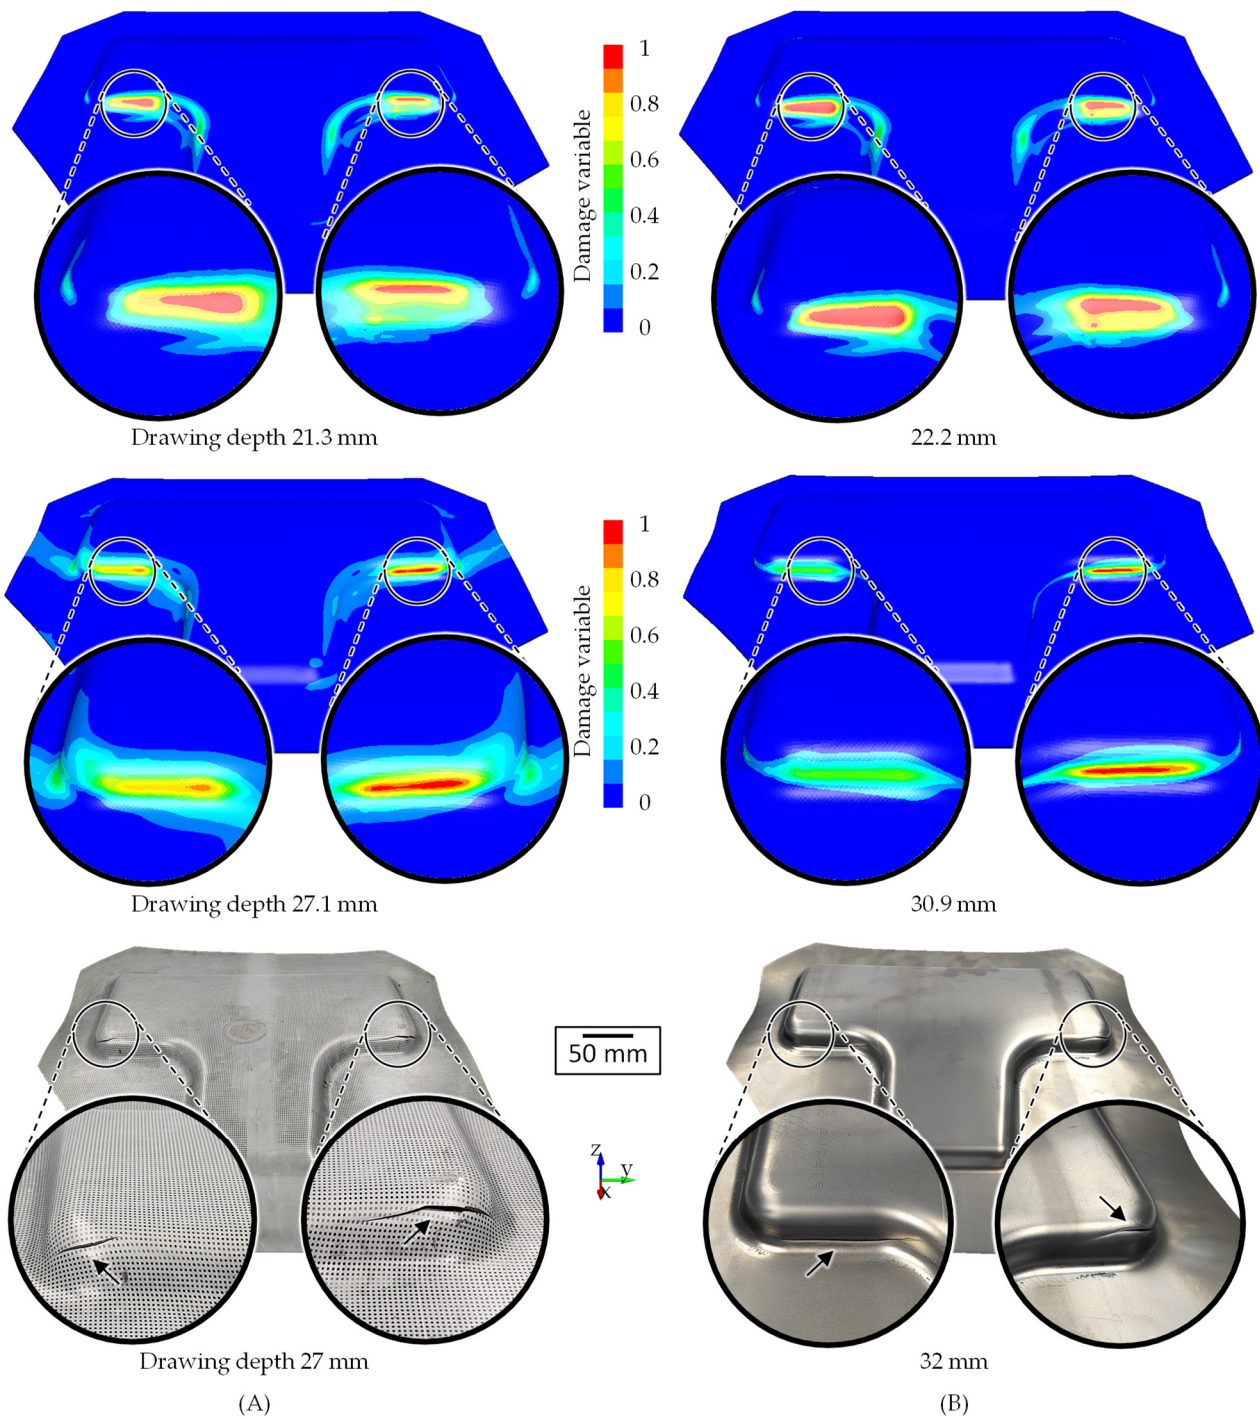 Damage variable
1
0.8
0.6
0.4
0.2
0
Drawing depth 21.3 mm
22.2 mm
Damage variable
1
0.8
0.6
0.4
0.2
0
Drawing depth 27.1 mm
30.9 mm
50 mm
z
y
x
Drawing depth 27 mm
32 mm
(A)
(B)